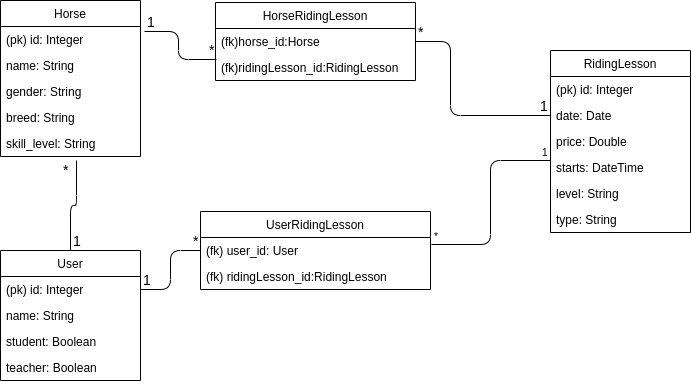 Horse
(pk) id: Integer
name: String
gender: String
breed: String
skill_level: String
1
*
HorseRidingLesson
(fk)horse_id:Horse
(fk)ridingLesson_id:RidingLesson
*
1
RidingLesson
(pk) id: Integer
date: Date
price: Double
starts: DateTime
level: String
type: String
1
*
*
1
User
(pk) id: Integer
name: String
student: Boolean
teacher: Boolean
1
*
UserRidingLesson
(fk) user_id: User
(fk) ridingLesson_id:RidingLesson